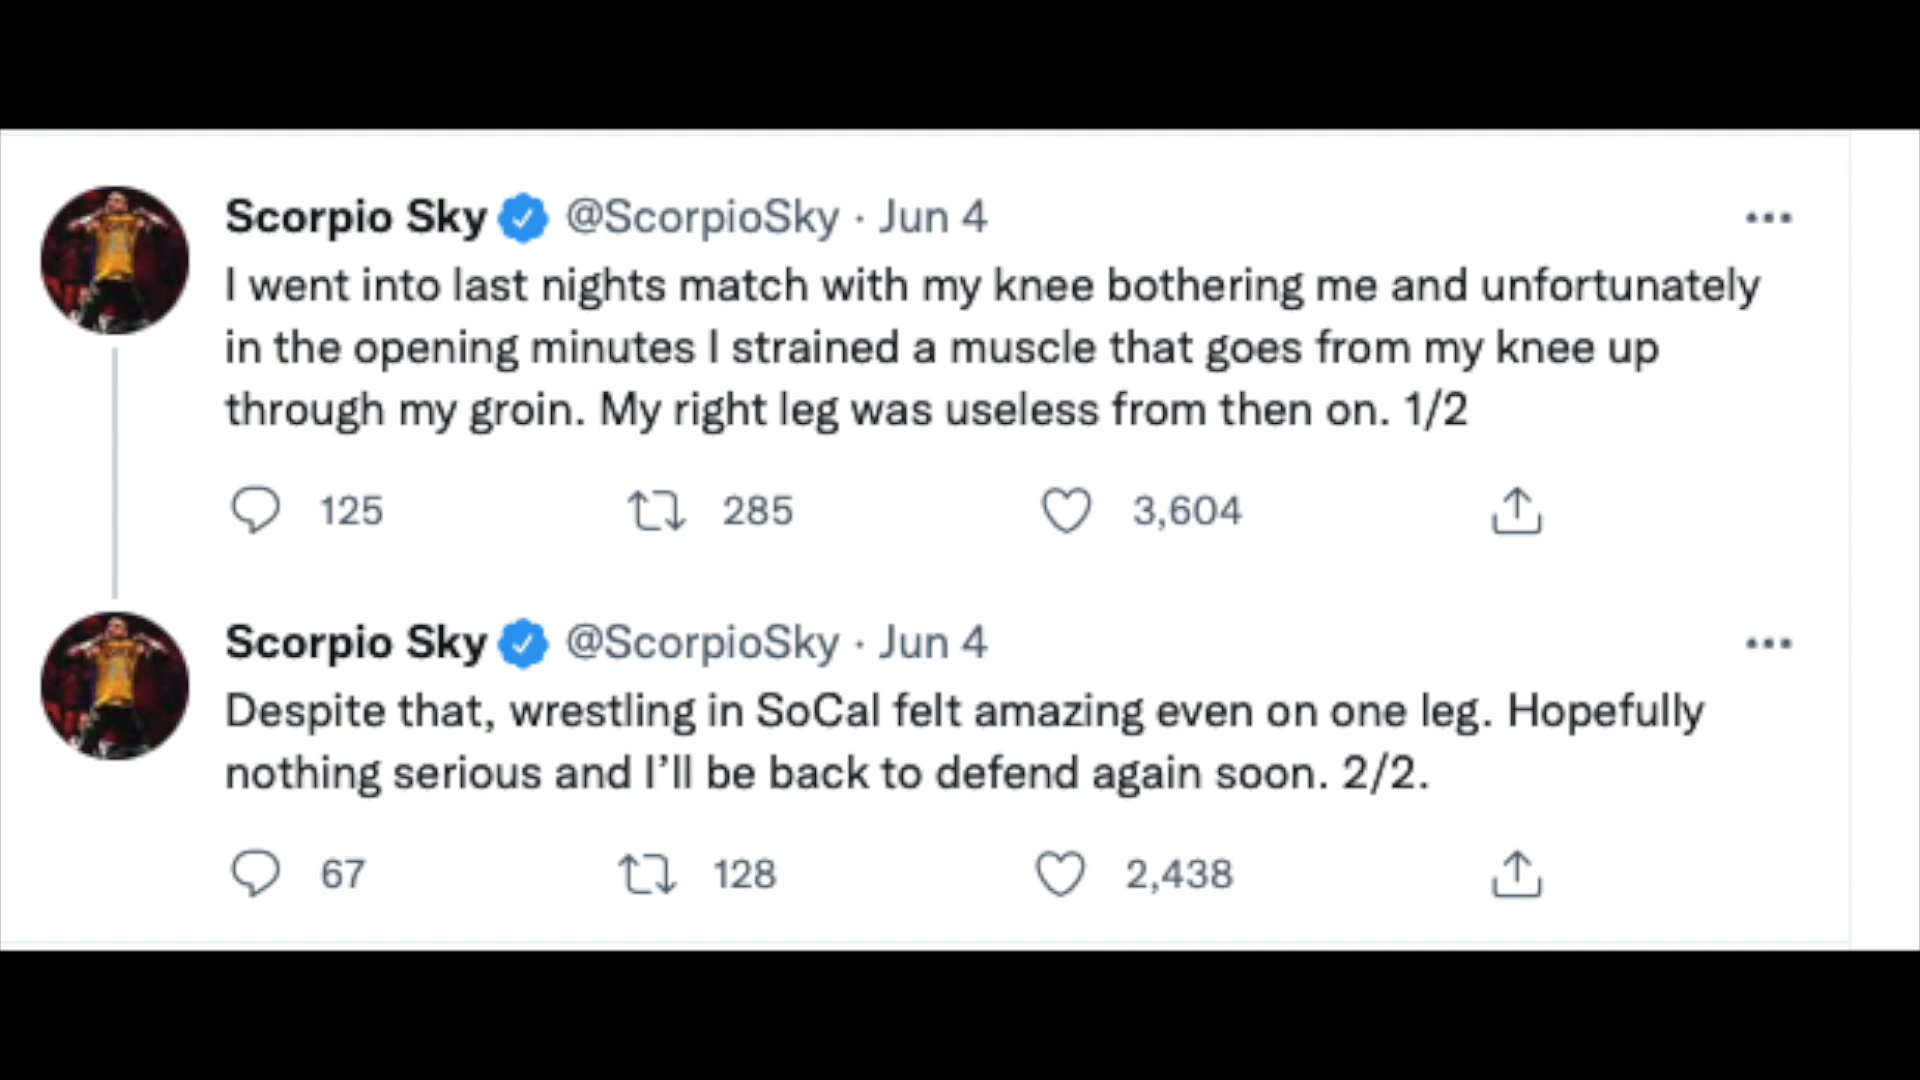 Scorpio Sky @ScorpioSky · Jun 4
I went into last nights match with my knee bothering me and unfortunately
in the opening minutes I strained a muscle that goes from my knee up
through my groin. My right leg was useless from then on. 1/2
125 285 3,604
Scorpio Sky @ScorpioSky · Jun 4
Despite that, wrestling in SoCal felt amazing even on one leg. Hopefully
nothing serious and I’ll be back to defend again soon. 2/2.
67 128 2,438